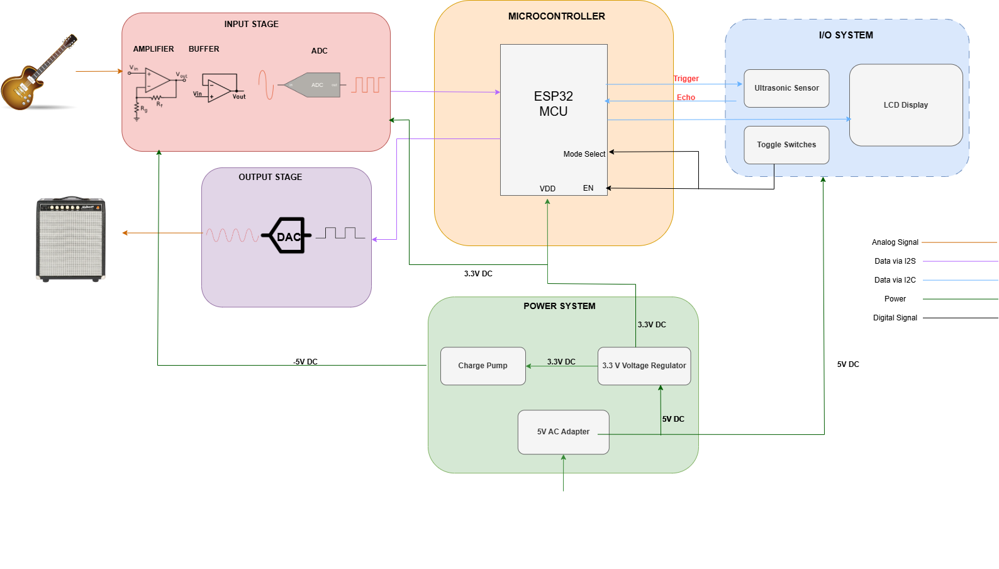 INPUT STAGE
AMPLIFIER
BUFFER
ADC
Vin
Vout
Rf
Rg
Vin
Vout
in
ADC
out
MICROCONTROLLER
ESP32
MCU
Mode Select
VDD
EN
Trigger
Echo
I/O SYSTEM
Ultrasonic Sensor
LCD Display
Toggle Switches
OUTPUT STAGE
DAC
3.3V DC
POWER SYSTEM
3.3V DC
Charge Pump
3.3V DC
3.3 V Voltage Regulator
-5V DC
5V DC
5V AC Adapter
5V DC
Analog Signal
Data via I2S
Data via I2C
Power
Digital Signal